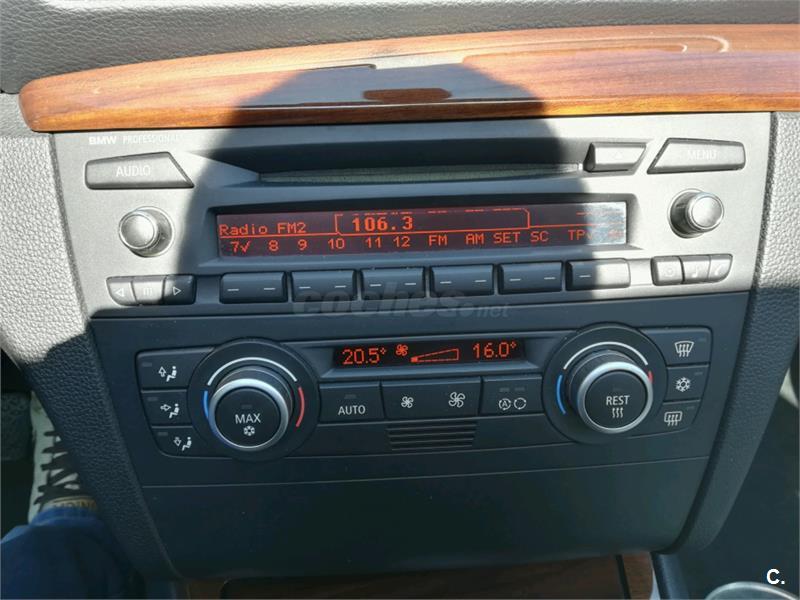 BMW PROFESSIONAL
AUDIO
MENU
106.3
Radio FM2
7✓ 8 9 10 11 12 FM AM SET SC TP
coches.net
20.5° 16.0°
MAX
AUTO
REST
C.